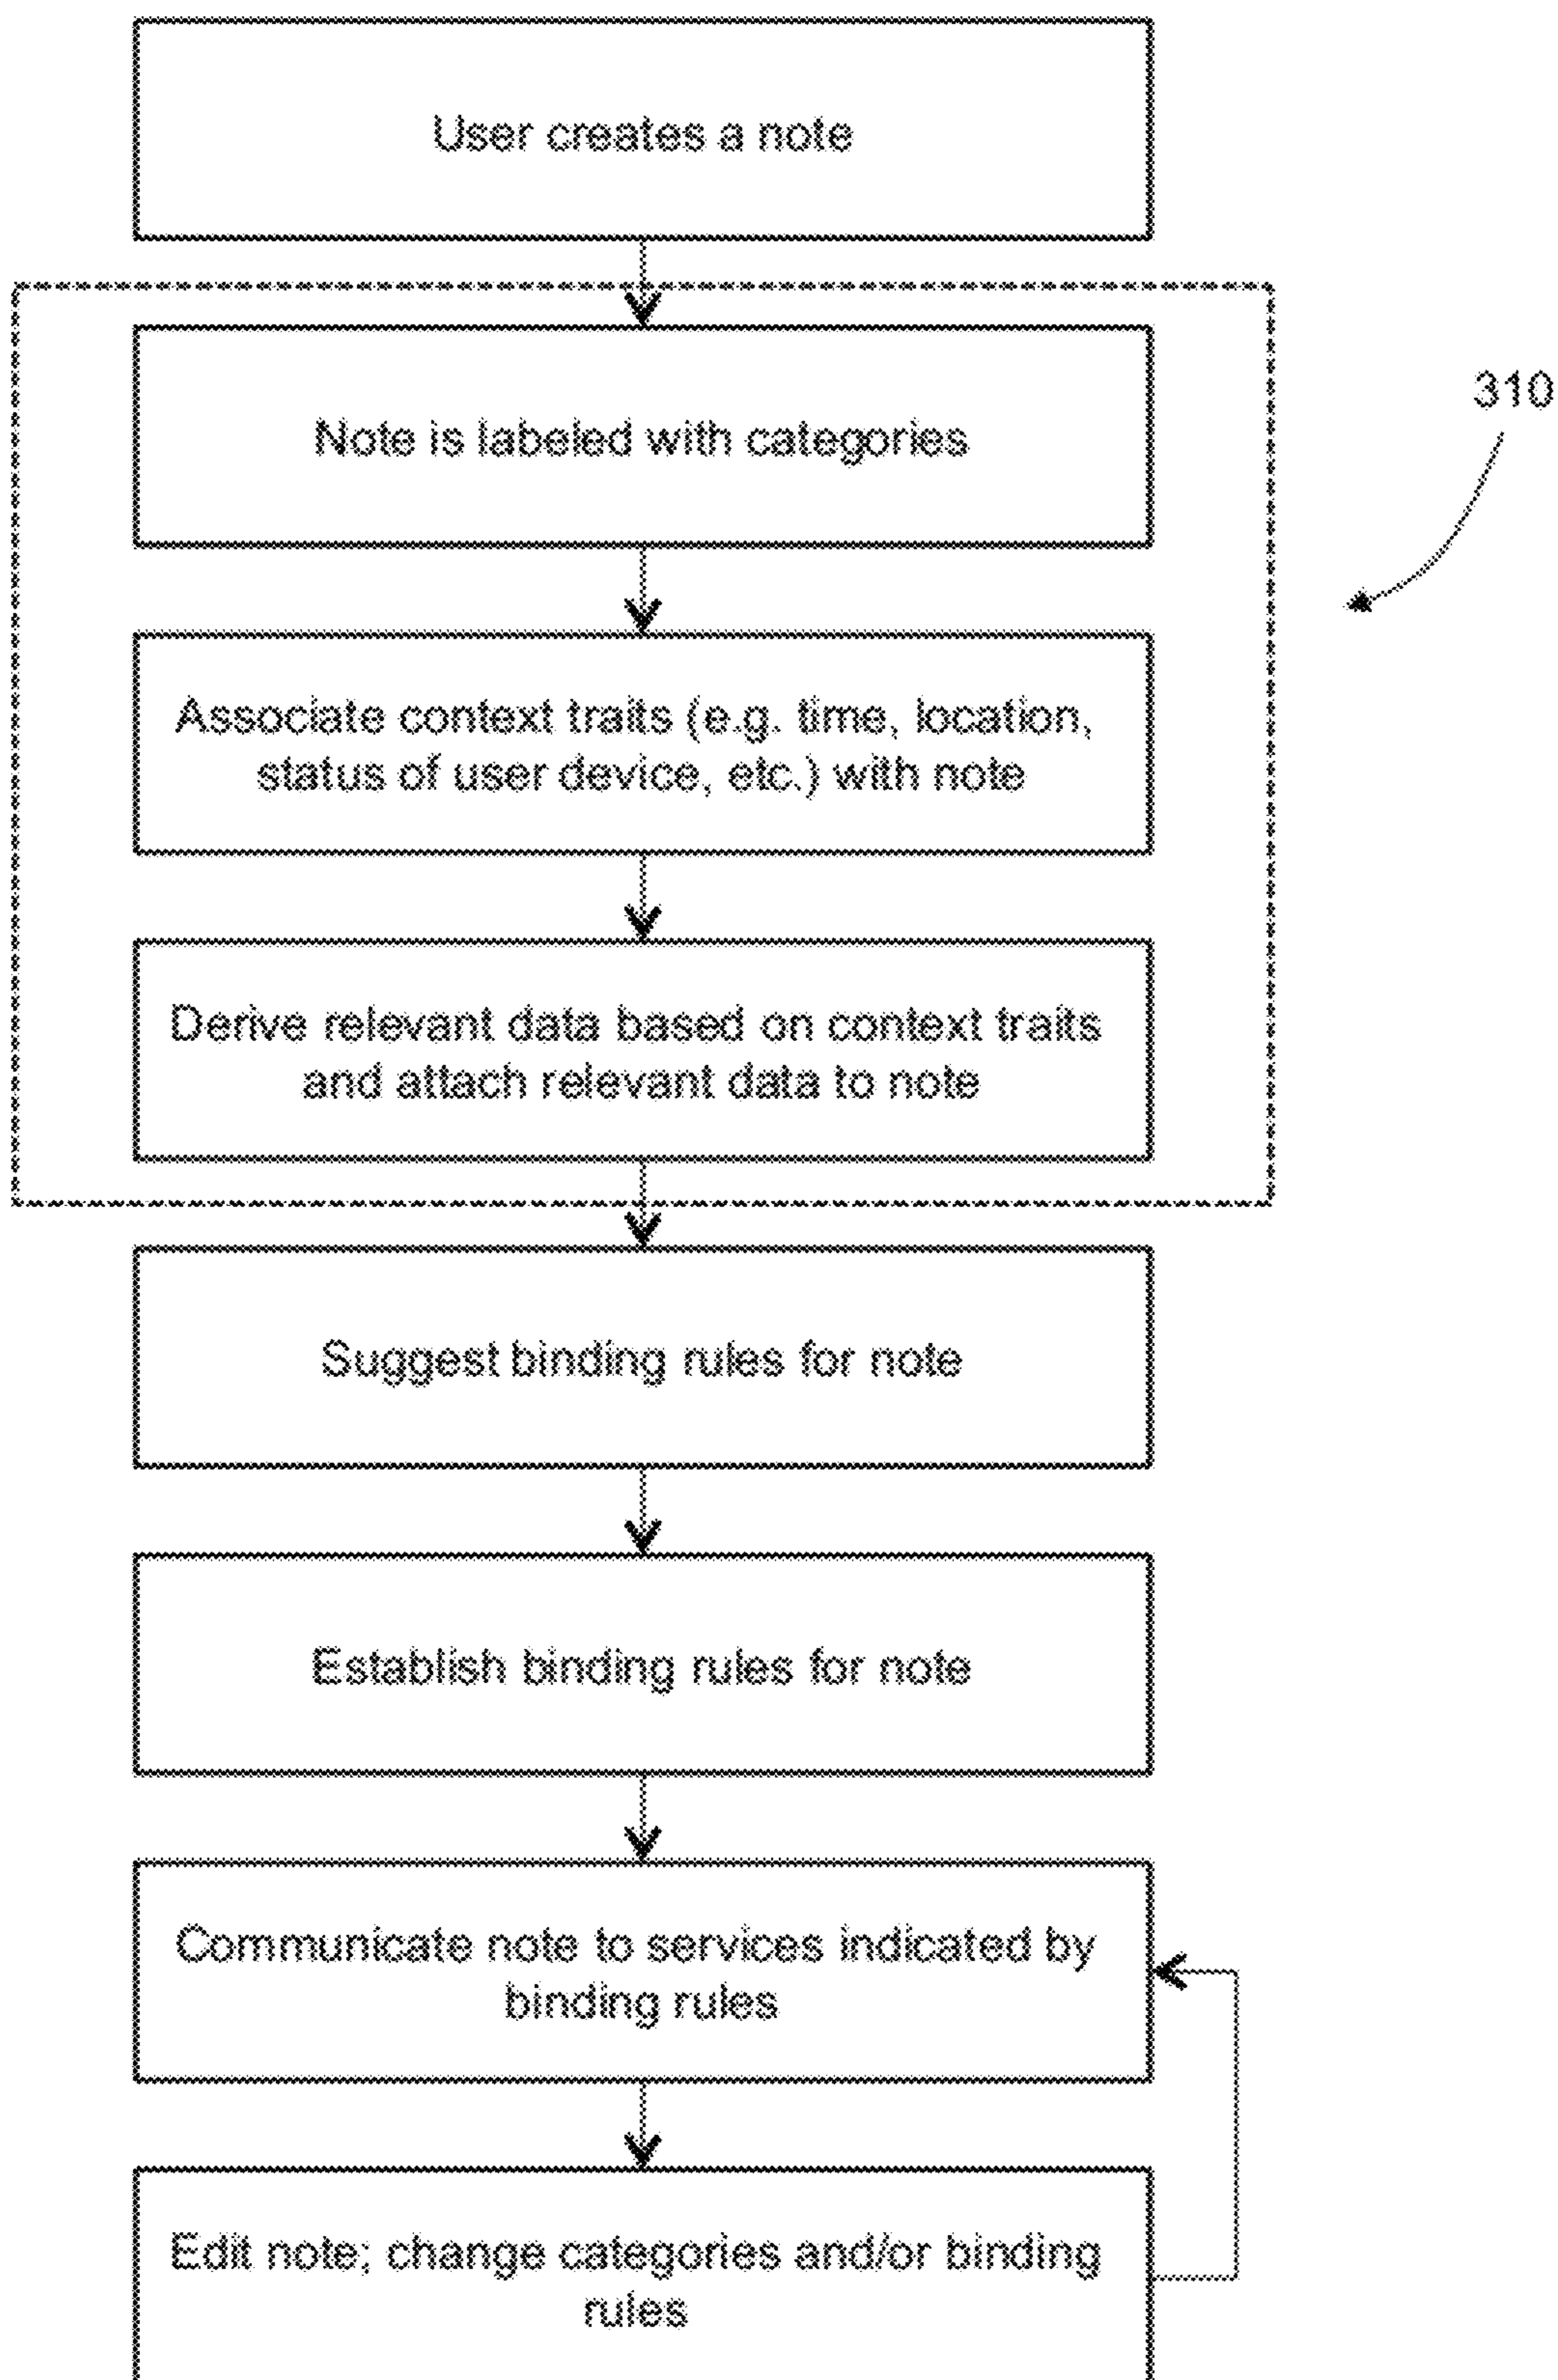 User creates a note
Note is labeled with categories
310
Associate context traits (e.g. time, location,
status of user device, etc.) with note
Derive relevant data based on context traits
and attach relevant data to note
Suggest binding rules for note
Establish binding rules for note
Communicate note to services indicated by
binding rules
Edit note; change categories and/or binding
rules